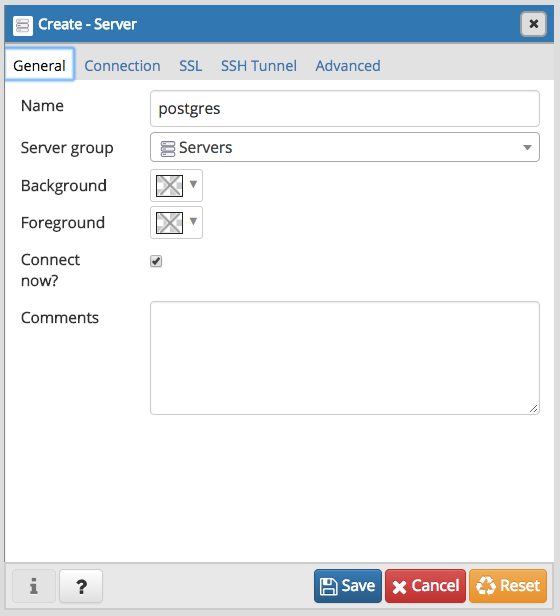 Create - Server
General Connection SSL SSH Tunnel Advanced
Name postgres
Server group Servers
Background
Foreground
Connect
now?
Comments
i ? Save Cancel Reset